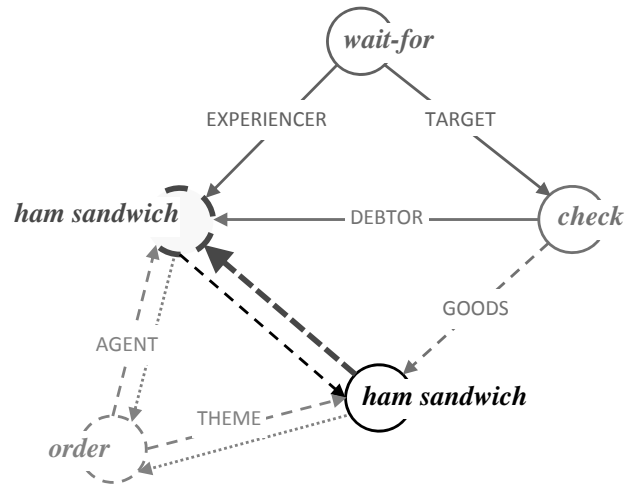 wait-for
EXPERIENCER
TARGET
ham sandwich
DEBTOR
check
GOODS
AGENT
ham sandwich
THEME
order